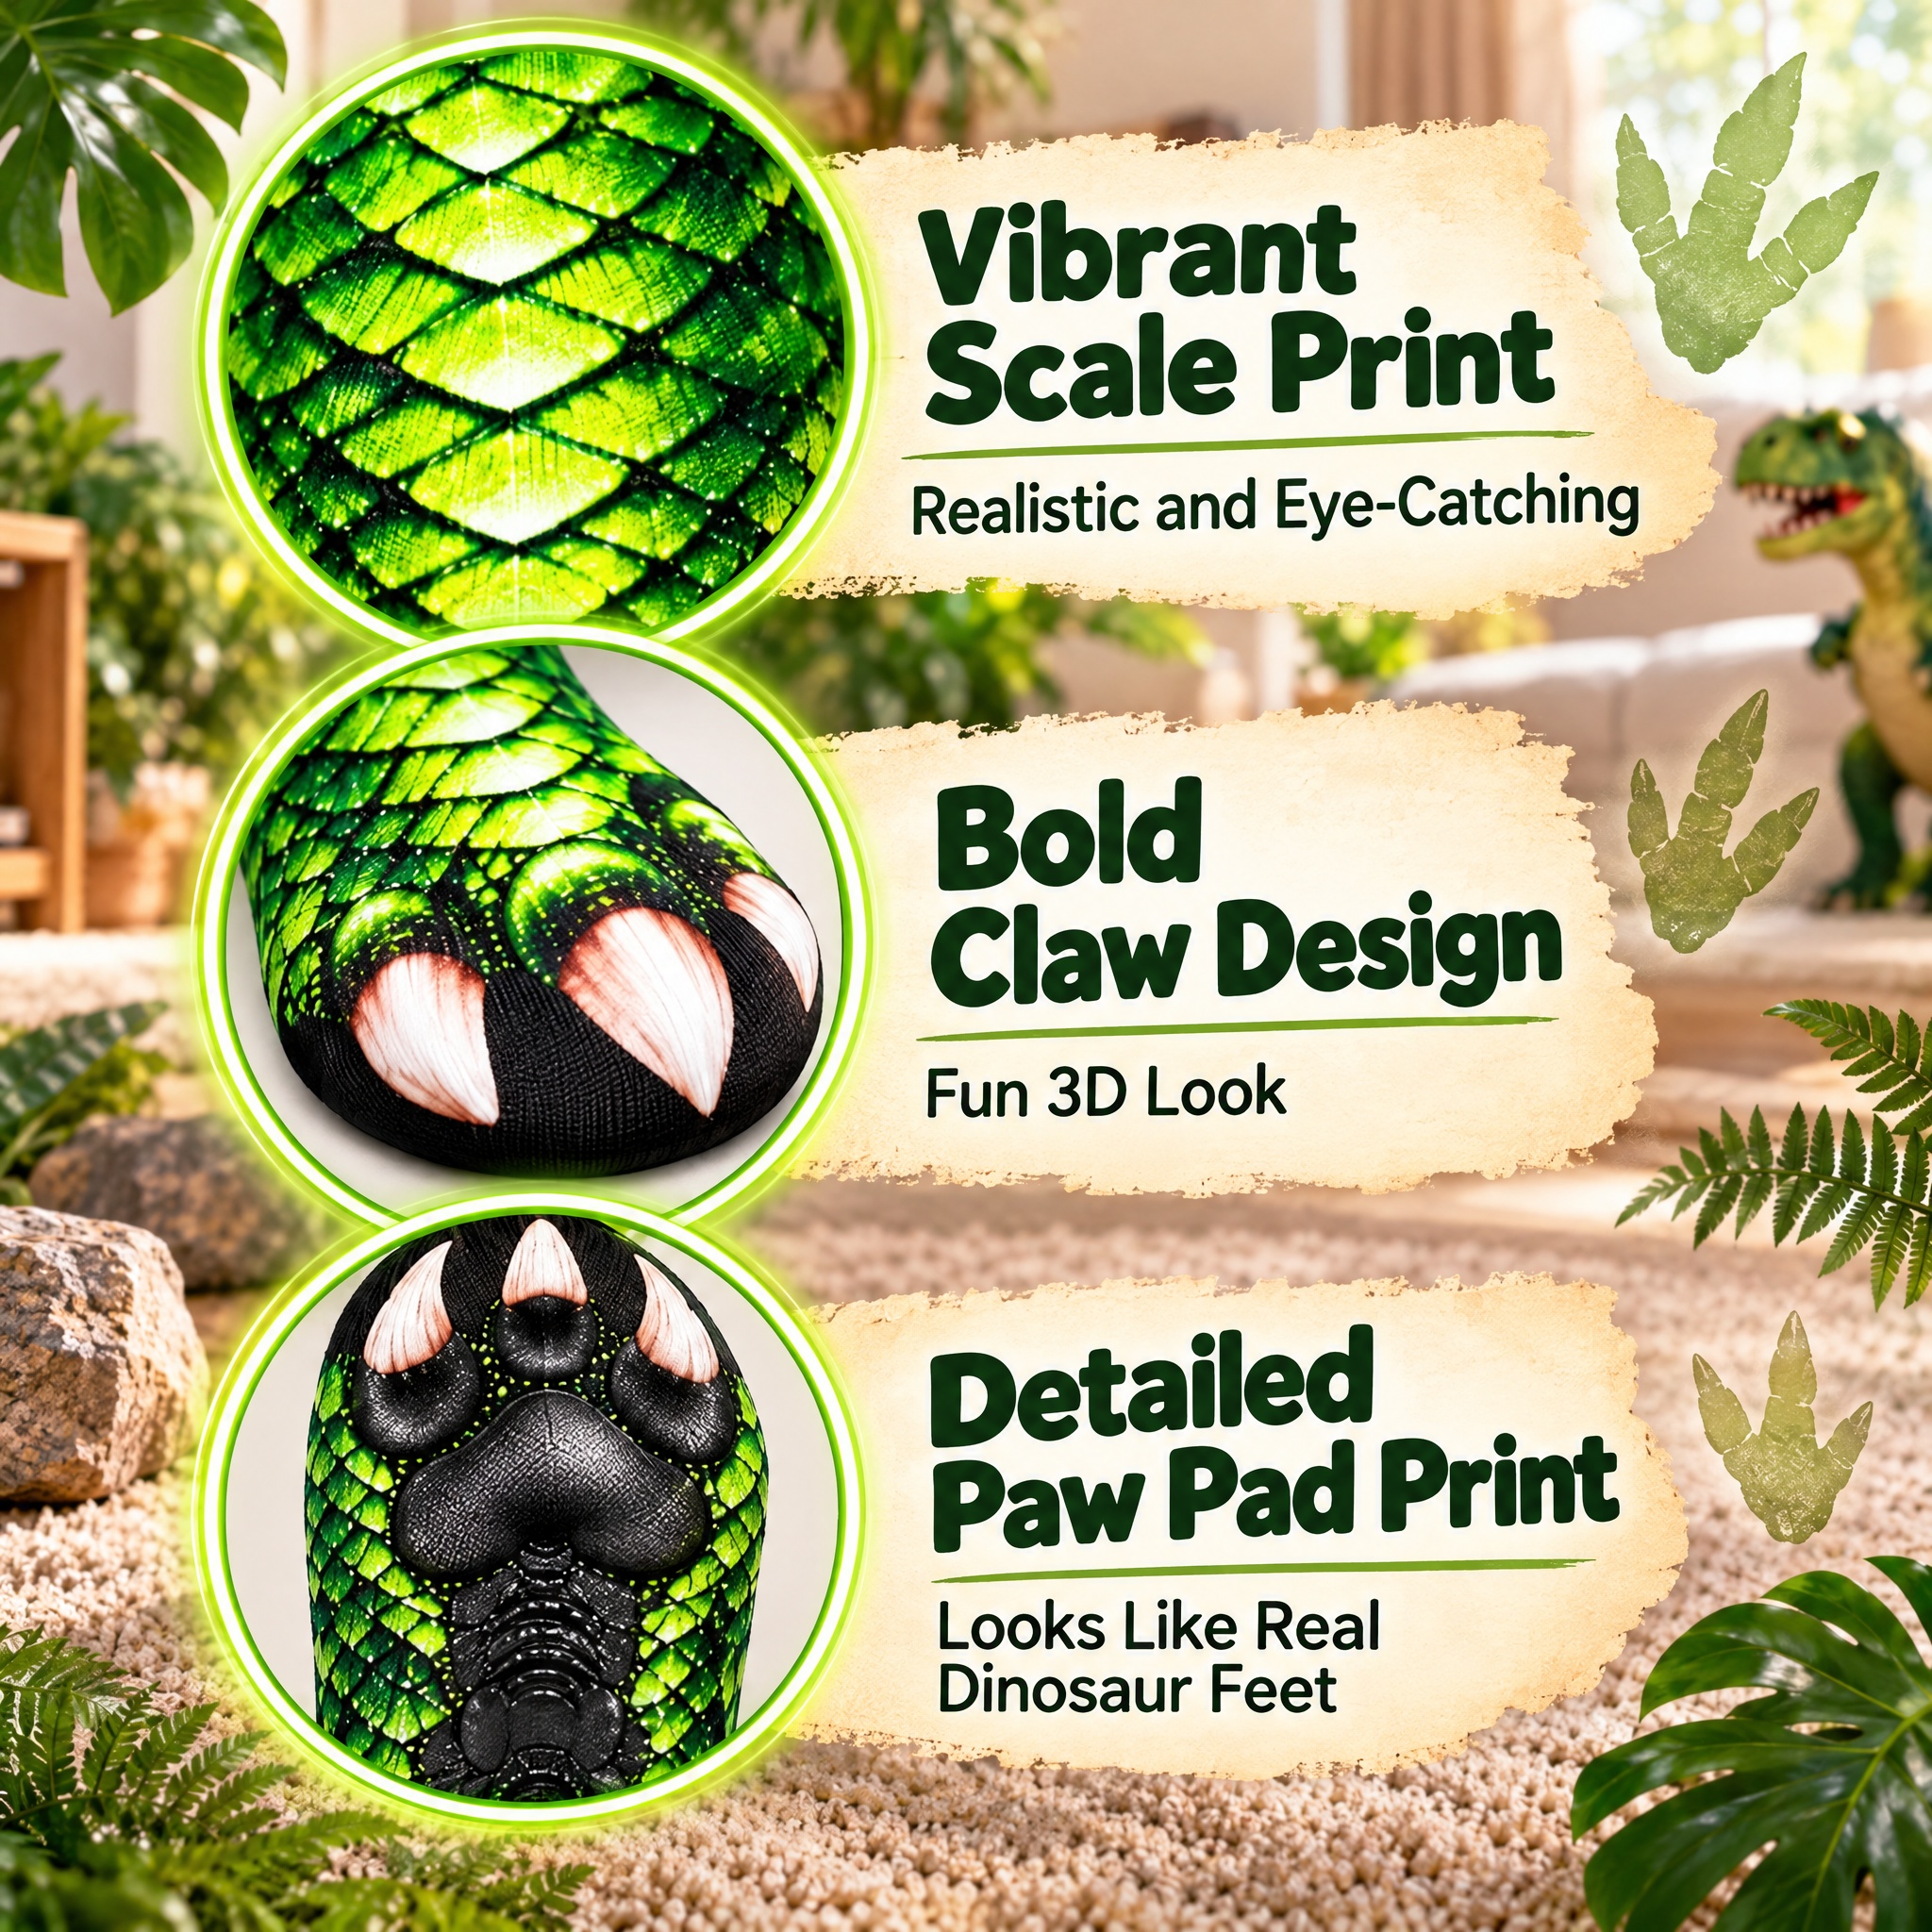 Vibrant
Scale Print
Realistic and Eye-Catching
Bold
Claw Design
Fun 3D Look
Detailed
Paw Pad Print
Looks Like Real
Dinosaur Feet